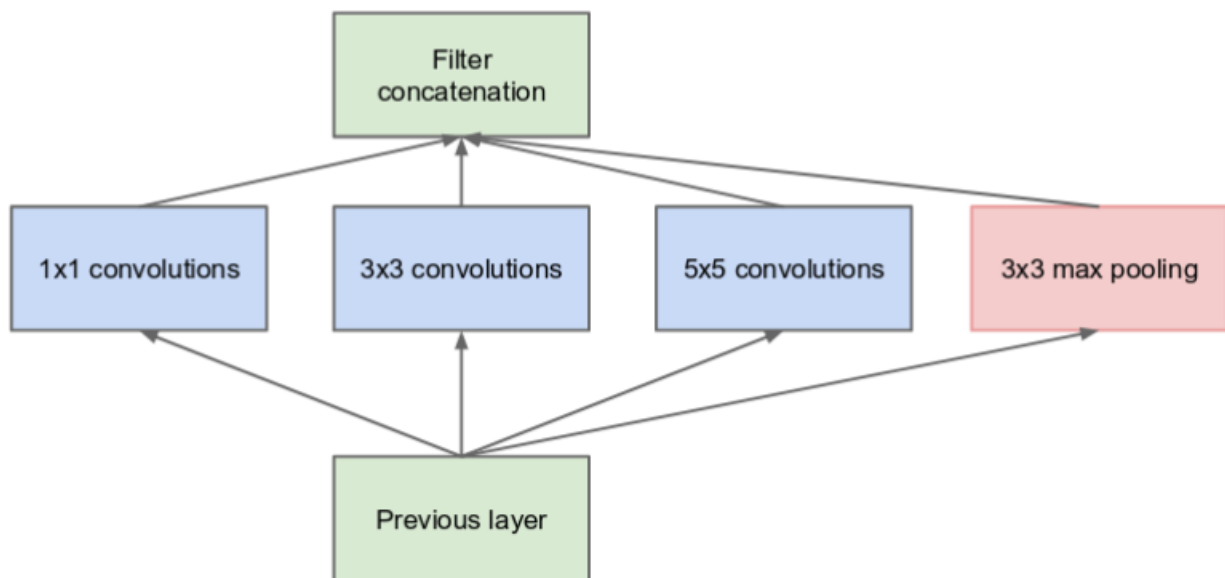 Filter
concatenation
1x1 convolutions
3x3 convolutions
5x5 convolutions
3x3 max pooling
Previous layer